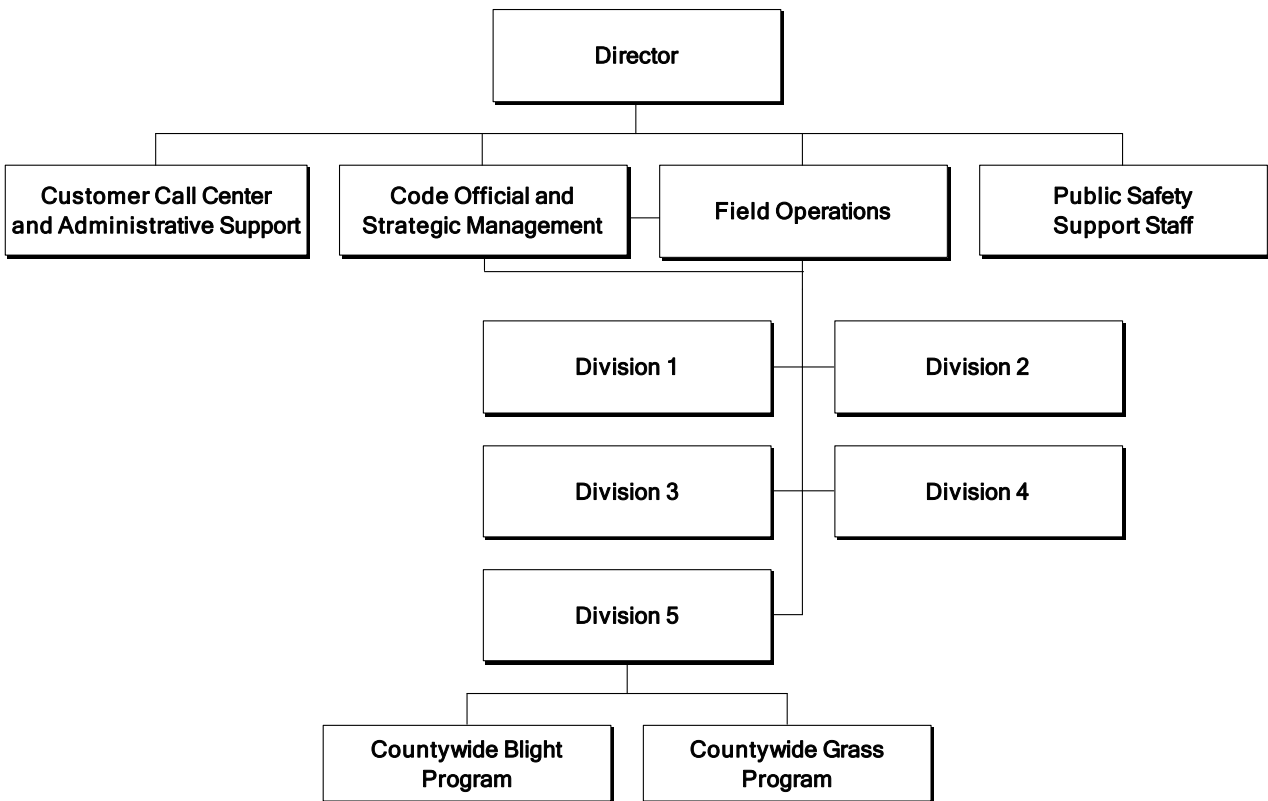 Director
Customer Call Center
and Administrative Support
Code Official and
Strategic Management
Field Operations
Public Safety
Support Staff
Division 1
Division 2
Division 3
Division 4
Division 5
Countywide Blight
Program
Countywide Grass
Program